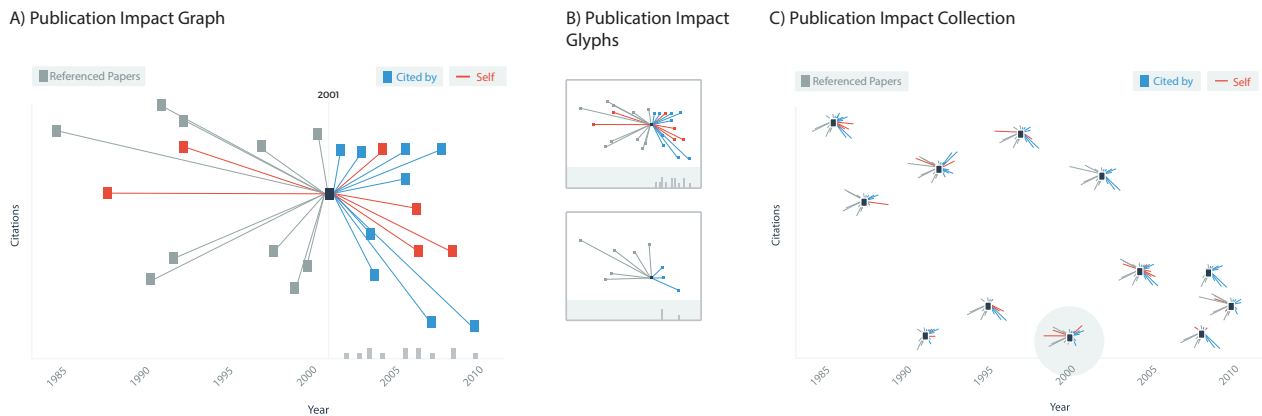 A) Publication Impact Graph
Referenced Papers
Cited by
Self
2001
Citations
1985
1990
1995
2000
2005
2010
Year
B) Publication Impact
Glyphs
C) Publication Impact Collection
Referenced Papers
Cited by
Self
Citations
1985
1990
1995
2000
2005
2010
Year